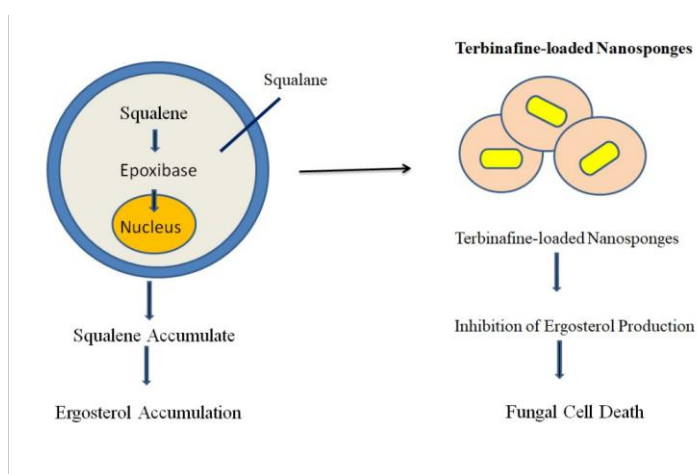 Squalane
Squalene
Epoxibase
Nucleus
Squalene Accumulate
Ergosterol Accumulation
Terbinafine-loaded Nanosponges
Terbinafine-loaded Nanosponges
Inhibition of Ergosterol Production
Fungal Cell Death